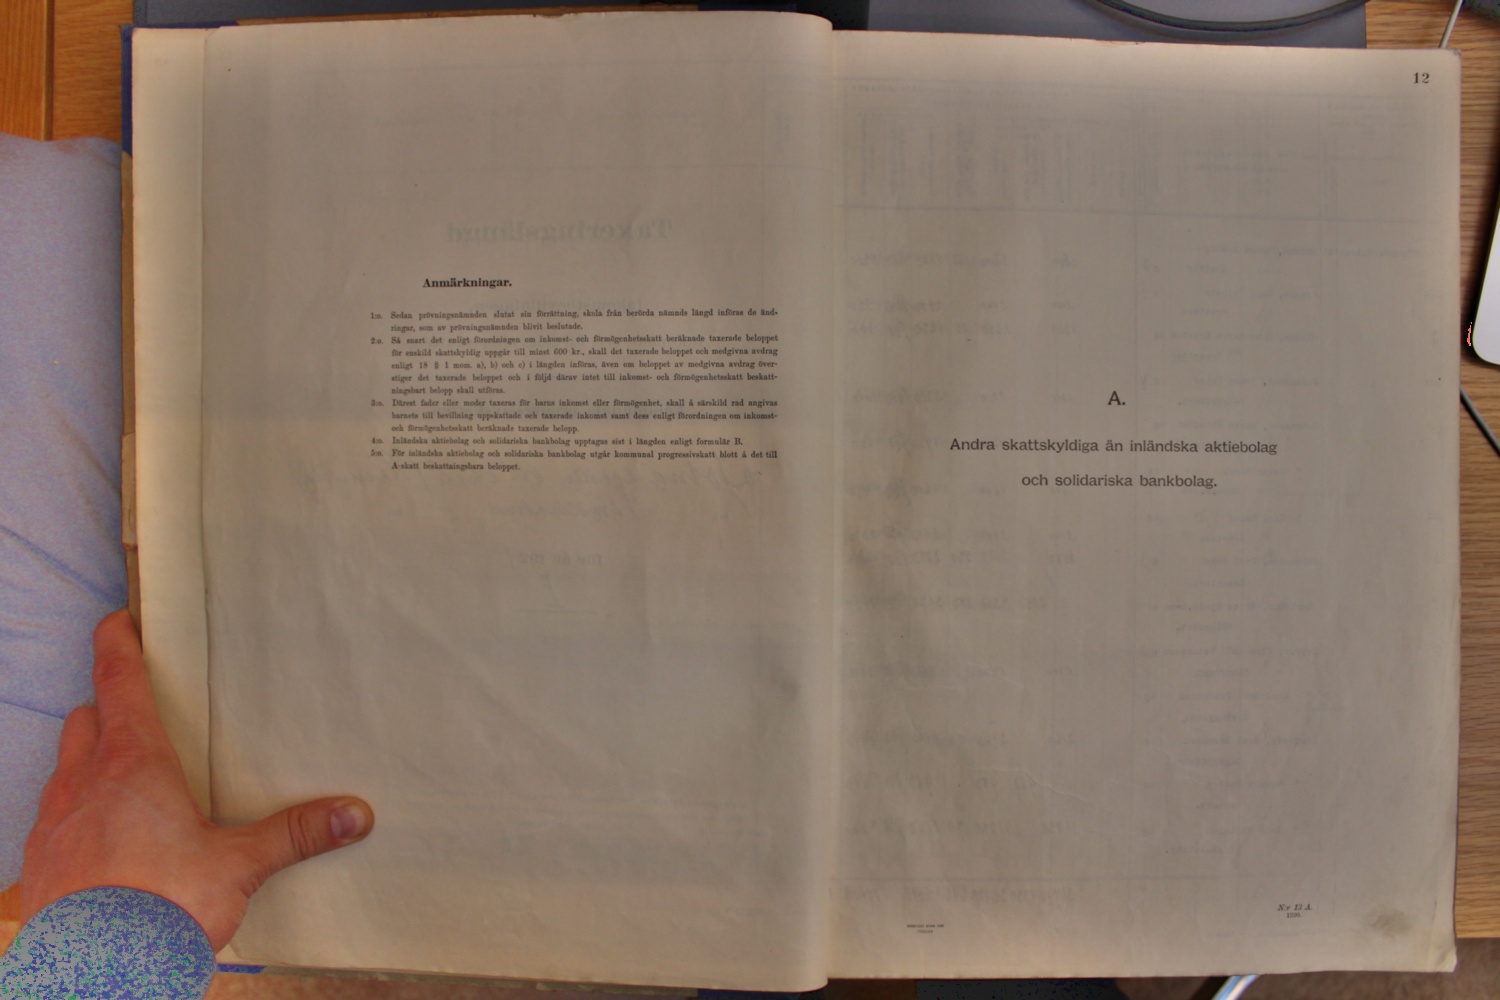 Anmärkningar.
1:o. Sedan prövningsnämnden slutat sin förrättning, skola från berörda nämnds längd införas de änd-
ringar, som av prövningsnämnden blivit beslutade.
2:o. Så snart det enligt förordningen om inkomst- och förmögenhetsskatt beräknade taxerade beloppet
för enskild skattskyldig uppgår till minst 600 kr., skall det taxerade beloppet och medgivna avdrag
enligt 18 § 1 mom. a), b) och c) i längden införas, även om beloppet av medgivna avdrag över-
stiger det taxerade beloppet och i följd därav intet till inkomst- och förmögenhetsskatt beskatt-
ningsbart belopp skall utföras.
3:o. Därest fader eller moder taxeras för barns inkomst eller förmögenhet, skall å särskild rad angivas
barnets till bevillning uppskattade och taxerade inkomst samt dess enligt förordningen om inkomst-
och förmögenhetsskatt beräknade taxerade belopp.
4:o. Inländska aktiebolag och solidariska bankbolag upptagas sist i längden enligt formulär B.
5:o. För inländska aktiebolag och solidariska bankbolag utgår kommunal progressivskatt blott å det till
A-skatt beskattningsbara beloppet.
12
A.
Andra skattskyldiga än inländska aktiebolag
och solidariska bankbolag.
N:r 13 A.